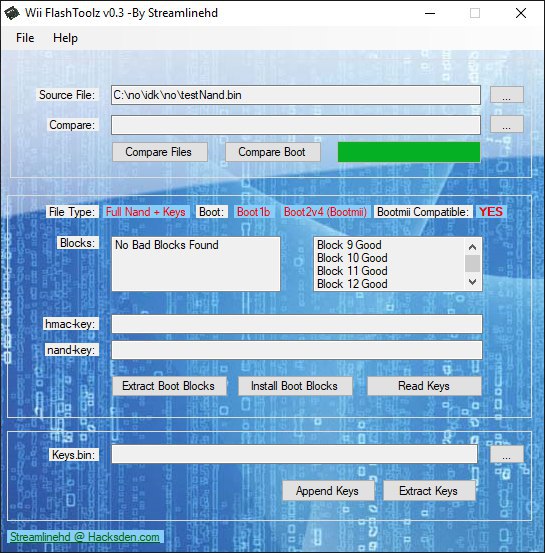 Wii FlashToolz v0.3 -By Streamlinehd
File Help
Source File: C:\no\idk\no\testNand.bin ...
Compare: ...
Compare Files Compare Boot
File Type: Full Nand + Keys Boot: Boot1b Boot2v4 (Bootmii) Bootmii Compatible: YES
Blocks: No Bad Blocks Found
Block 9 Good
Block 10 Good
Block 11 Good
Block 12 Good
hmac-key:
nand-key:
Extract Boot Blocks Install Boot Blocks Read Keys
Keys.bin: ...
Append Keys Extract Keys
Streamlinehd @ Hacksden.com